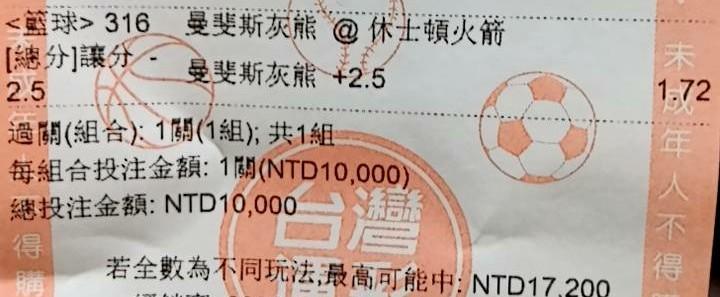 <籃球> 316 曼斐斯灰熊 @ 休士頓火箭
[總分]讓分 - 曼斐斯灰熊 +2.5
2.5 1.72
過關(組合): 1關(1組); 共1組
每組合投注金額: 1關(NTD10,000)
總投注金額: NTD10,000
台灣
若全數為不同玩法,最高可能中: NTD17,200
未成年人不得
得購